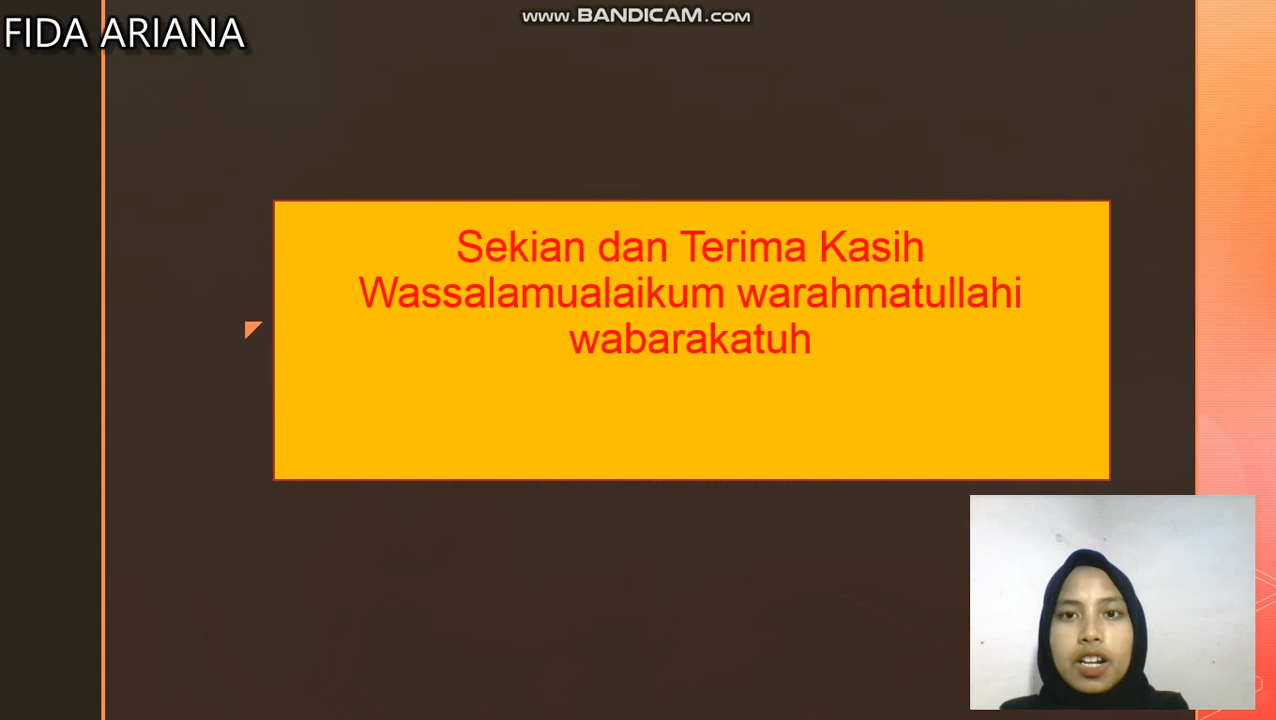 FIDA ARIANA
www.BANDICAM.com
Sekian dan Terima Kasih
Wassalamualaikum warahmatullahi
wabarakatuh